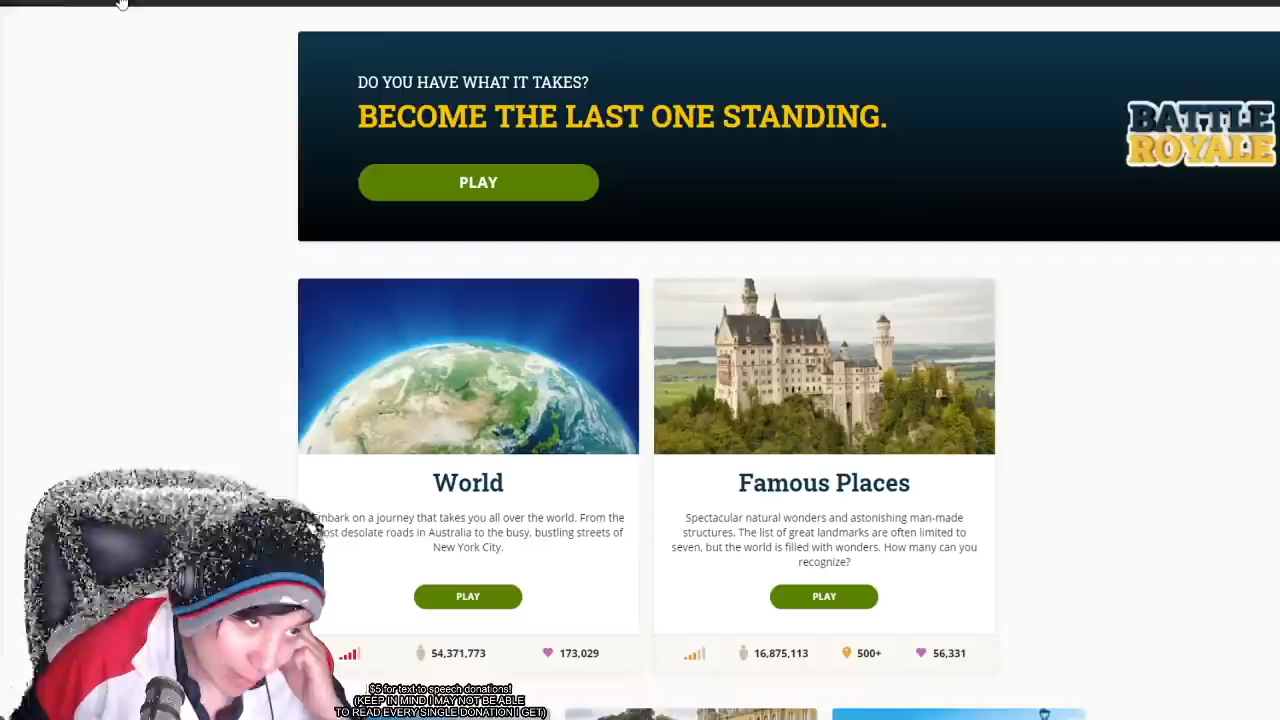 DO YOU HAVE WHAT IT TAKES?
BECOME THE LAST ONE STANDING.
PLAY
BATTLE
ROYALE
World
Embark on a journey that takes you all over the world. From the
most desolate roads in Australia to the busy, bustling streets of
New York City.
PLAY
54,371,773
173,029
Famous Places
Spectacular natural wonders and astonishing man-made
structures. The list of great landmarks are often limited to
seven, but the world is filled with wonders. How many can you
recognize?
PLAY
16,875,113
500+
56,331
$5 for text to speech donations!
(KEEP IN MIND I MAY NOT BE ABLE
TO READ EVERY SINGLE DONATION I GET)